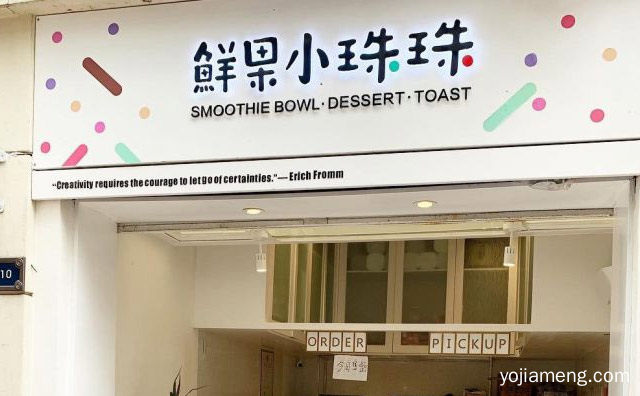 鮮果小珠珠
SMOOTHIE BOWL·DESSERT·TOAST
“Creativity requires the courage to let go of certainties.”— Erich Fromm
10
ORDER PICKUP
yojiameng.com